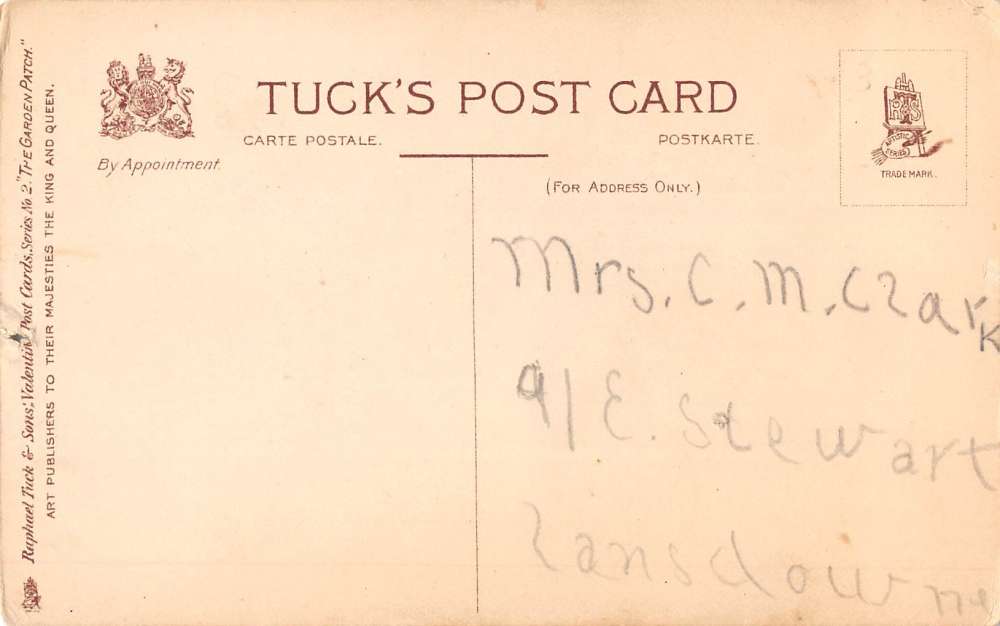 TUCK'S POST CARD
CARTE POSTALE.
POSTKARTE.
By Appointment.
(FOR ADDRESS ONLY.)
R T & S
ARTISTIC SERIES
TRADE MARK.
Mrs. C. M. Clark
91 E. Stewart
Lansdowne
Raphael Tuck & Sons' "Valentine" Post Cards, Series No 2. "THE GARDEN PATCH."
ART PUBLISHERS TO THEIR MAJESTIES THE KING AND QUEEN.